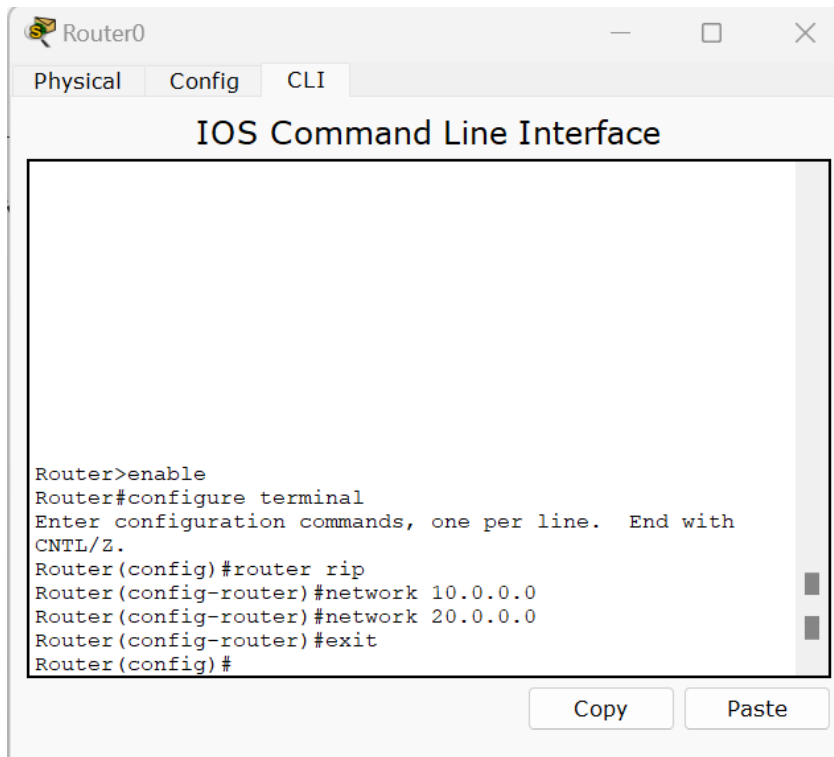 Router0
Physical Config CLI
IOS Command Line Interface
Router>enable
Router#configure terminal
Enter configuration commands, one per line.  End with
CNTL/Z.
Router(config)#router rip
Router(config-router)#network 10.0.0.0
Router(config-router)#network 20.0.0.0
Router(config-router)#exit
Router(config)#
Copy Paste